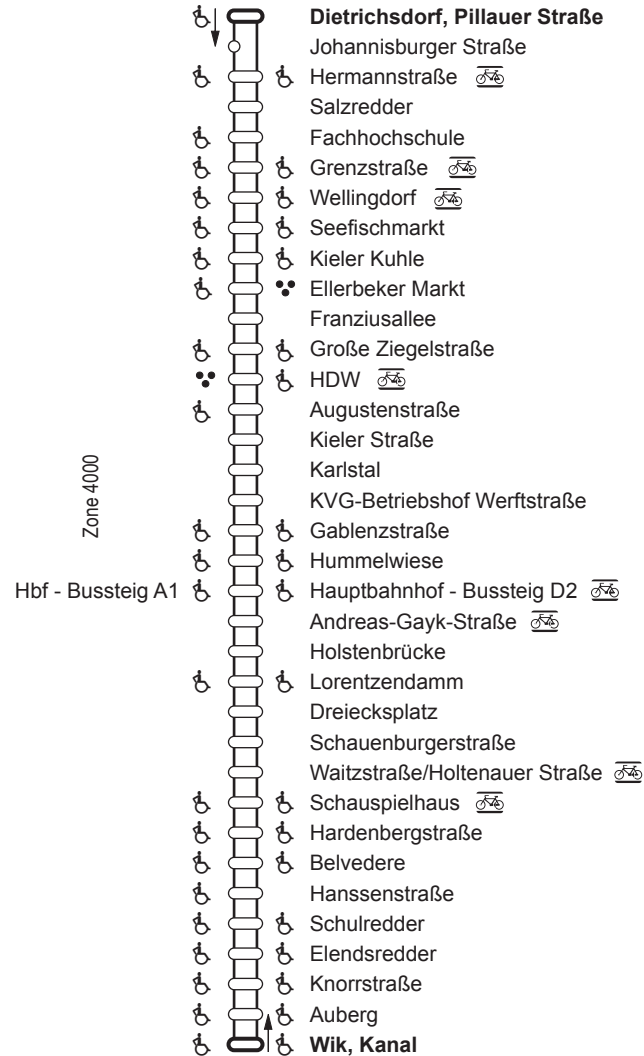 Dietrichsdorf, Pillauer Straße
Johannisburger Straße
Hermannstraße
Salzredder
Fachhochschule
Grenzstraße
Wellingdorf
Seefischmarkt
Kieler Kuhle
Ellerbeker Markt
Franziusallee
Große Ziegelstraße
HDW
Augustenstraße
Kieler Straße
Karlstal
KVG-Betriebshof Werftstraße
Zone 4000
Gablenzstraße
Hummelwiese
Hbf - Bussteig A1 Hauptbahnhof - Bussteig D2
Andreas-Gayk-Straße
Holstenbrücke
Lorentzendamm
Dreiecksplatz
Schauenburgerstraße
Waitzstraße/Holtenauer Straße
Schauspielhaus
Hardenbergstraße
Belvedere
Hanssenstraße
Schulredder
Elendsredder
Knorrstraße
Auberg
Wik, Kanal